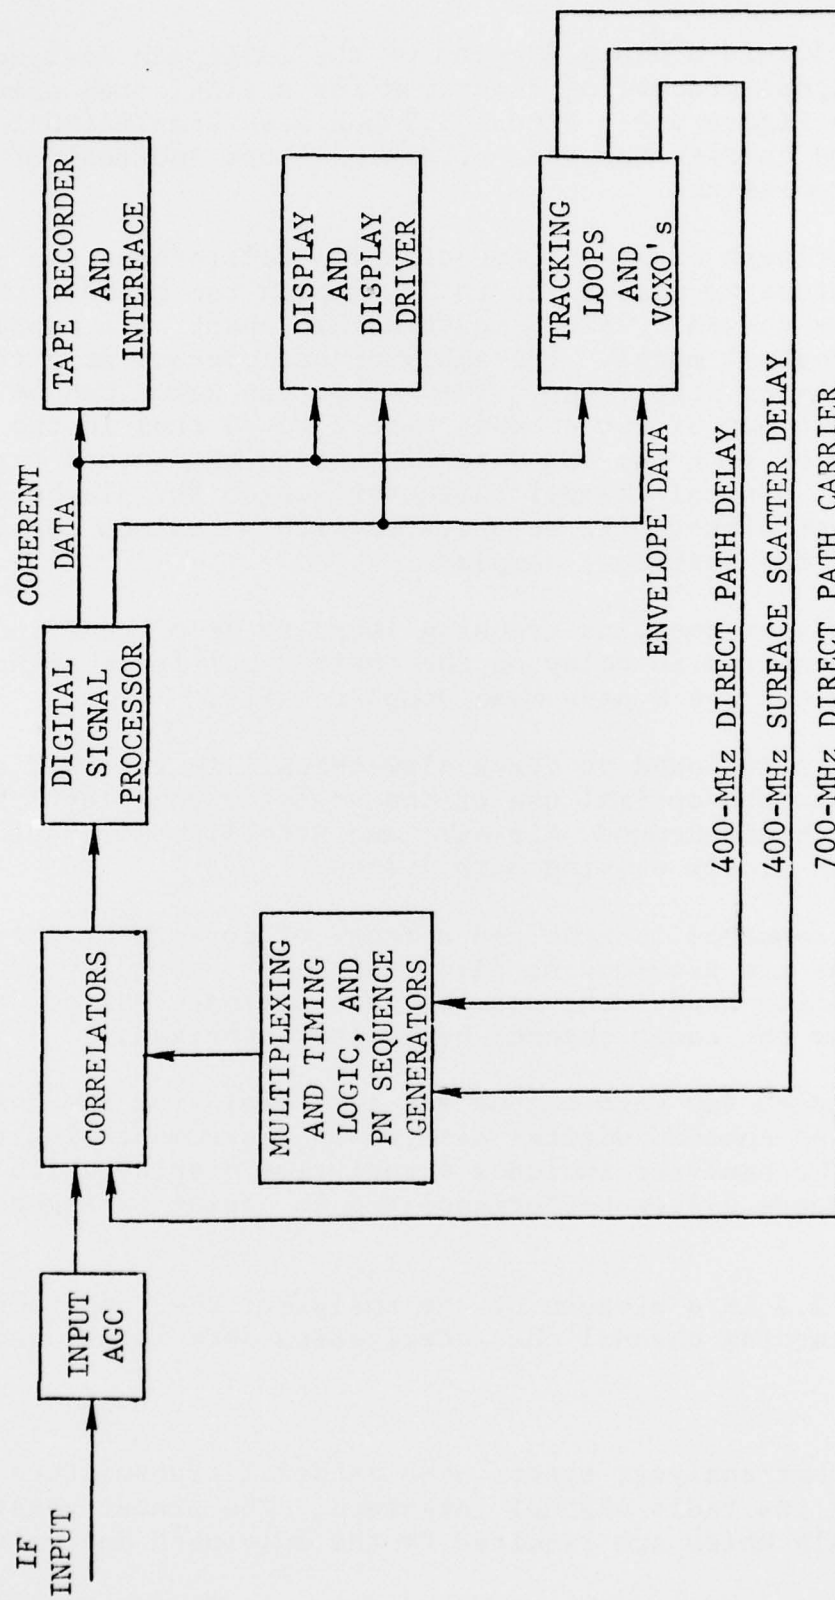 IF
INPUT
INPUT
AGC
CORRELATORS
DIGITAL
SIGNAL
PROCESSOR
COHERENT
DATA
TAPE RECORDER
AND
INTERFACE
MULTIPLEXING
AND TIMING
LOGIC, AND
PN SEQUENCE
GENERATORS
DISPLAY
AND
DISPLAY
DRIVER
TRACKING
LOOPS
AND
VCXO's
ENVELOPE DATA
400-MHz DIRECT PATH DELAY
400-MHz SURFACE SCATTER DELAY
700-MHz DIRECT PATH CARRIER